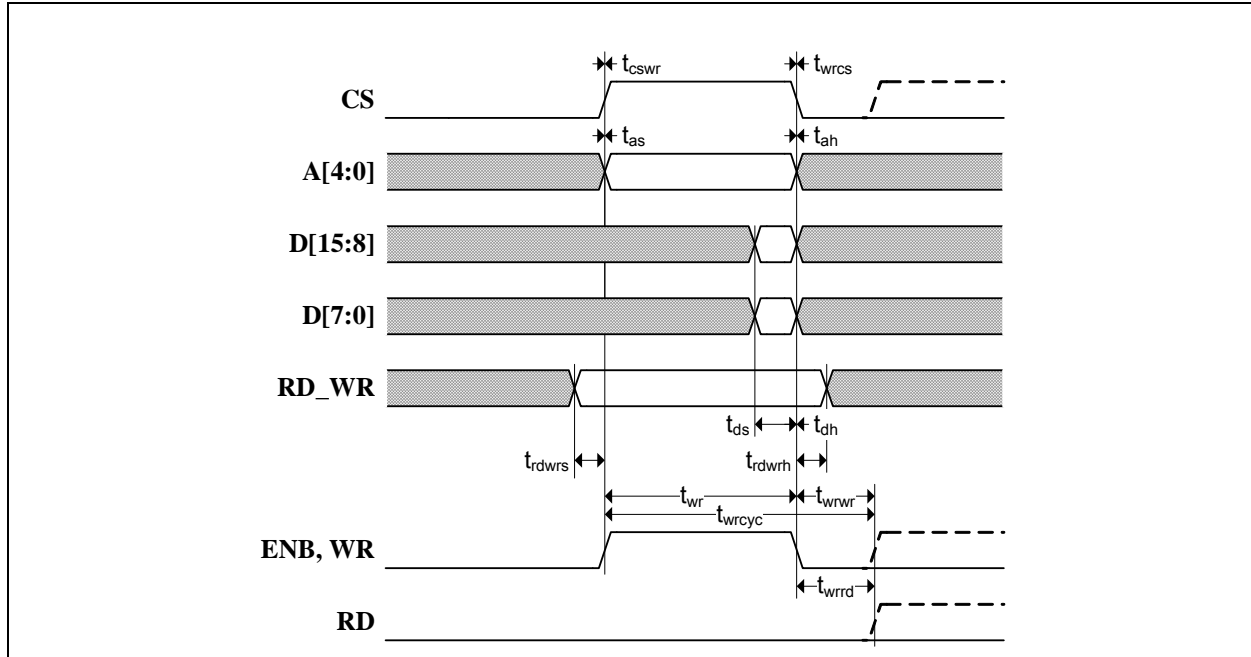 t_cswr t_wrcs
CS
t_as t_ah
A[4:0]
D[15:8]
D[7:0]
RD_WR
t_ds t_dh
t_rdwrs t_rdwrh
t_wr t_wrwr
t_wrcyc
ENB, WR
t_wrrd
RD